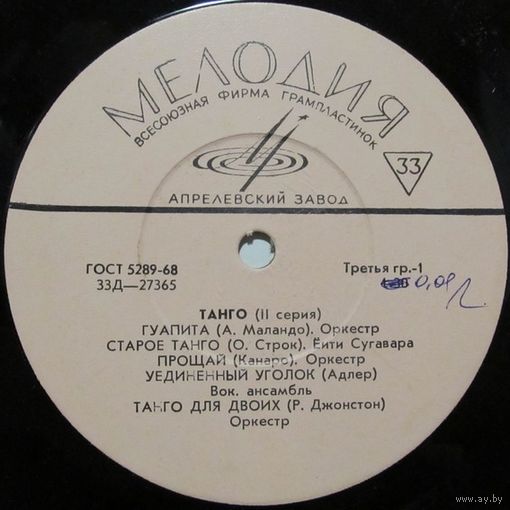 МЕЛОДИЯ
ВСЕСОЮЗНАЯ ФИРМА ГРАМПЛАСТИНОК
33
АПРЕЛЕВСКИЙ ЗАВОД
ГОСТ 5289-68
33Д—27365
Третья гр.-1
0,01
ТАНГО (II серия)
ГУАПИТА (А. Маландо). Оркестр
СТАРОЕ ТАНГО (О. Строк). Ейти Сугавара
ПРОЩАЙ (Канаро). Оркестр
УЕДИНЕННЫЙ УГОЛОК (Адлер)
Вок. ансамбль
ТАНГО ДЛЯ ДВОИХ (Р. Джонстон)
Оркестр
www.ay.by